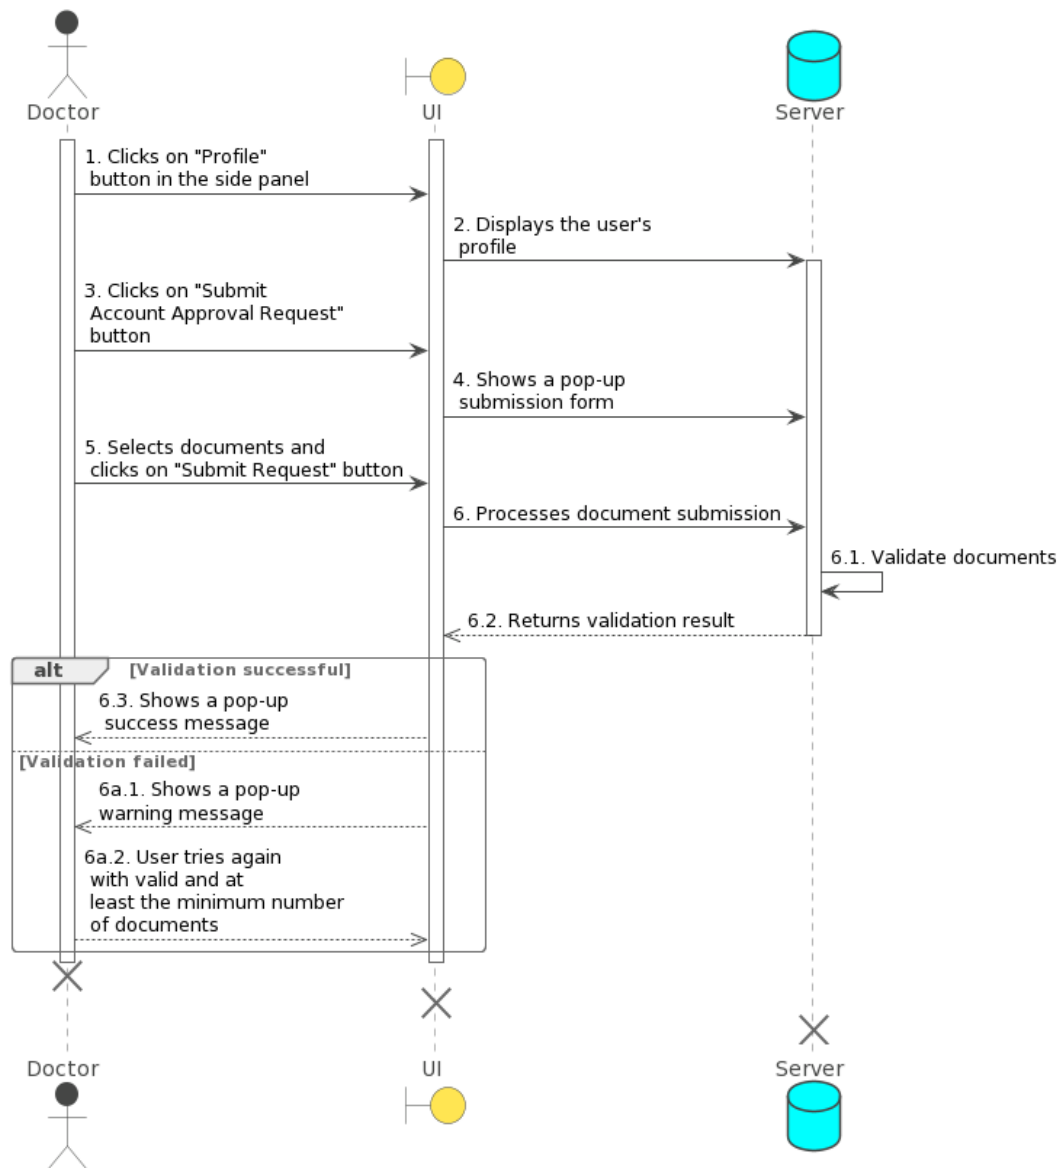 Doctor
UI
Server
1. Clicks on "Profile"
button in the side panel
2. Displays the user's
profile
3. Clicks on "Submit
Account Approval Request"
button
4. Shows a pop-up
submission form
5. Selects documents and
clicks on "Submit Request" button
6. Processes document submission
6.1. Validate documents
6.2. Returns validation result
alt
[Validation successful]
6.3. Shows a pop-up
success message
[Validation failed]
6a.1. Shows a pop-up
warning message
6a.2. User tries again
with valid and at
least the minimum number
of documents
Doctor
UI
Server